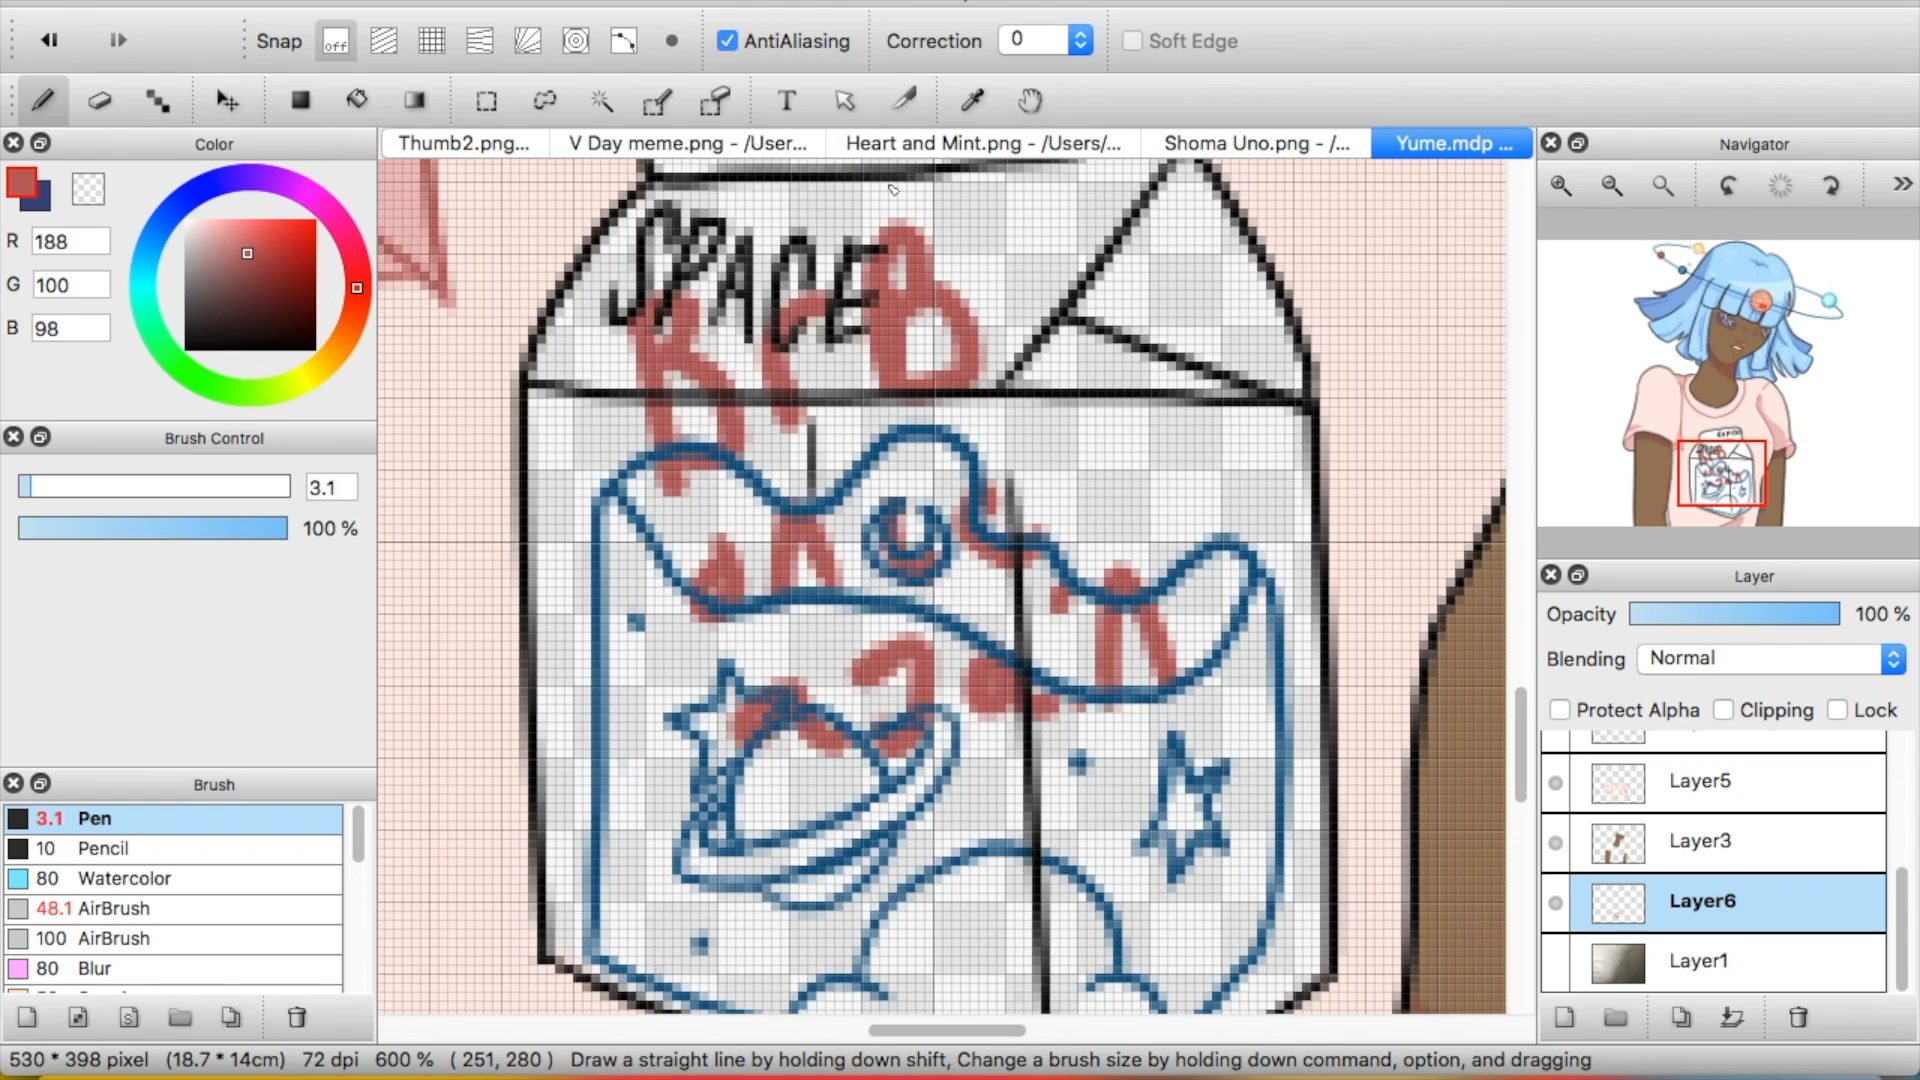 Snap off AntiAliasing Correction 0 Soft Edge
T
Color
Thumb2.png... V Day meme.png - /User... Heart and Mint.png - /Users/... Shoma Uno.png - /... Yume.mdp ...
Navigator
R 188
G 100
B 98
SPACE
Brush Control
3.1
100 %
Layer
Opacity 100 %
Blending Normal
Protect Alpha Clipping Lock
Layer5
Layer3
Layer6
Layer1
Brush
3.1 Pen
10 Pencil
80 Watercolor
48.1 AirBrush
100 AirBrush
80 Blur
530 * 398 pixel (18.7 * 14cm) 72 dpi 600 % ( 251, 280 ) Draw a straight line by holding down shift, Change a brush size by holding down command, option, and dragging